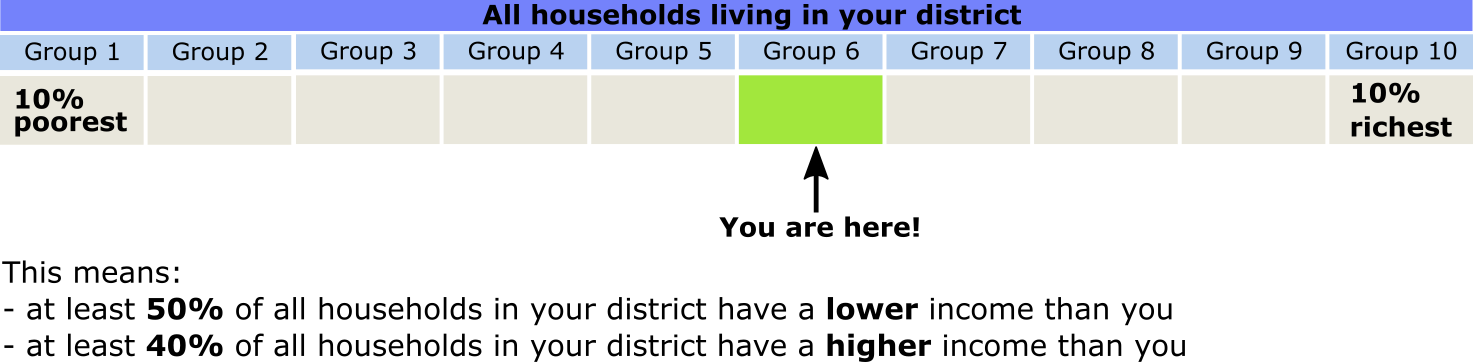 All households living in your district
Group 1 Group 2 Group 3 Group 4 Group 5 Group 6 Group 7 Group 8 Group 9 Group 10
10% poorest
10% richest
You are here!
This means:
- at least 50% of all households in your district have a lower income than you
- at least 40% of all households in your district have a higher income than you